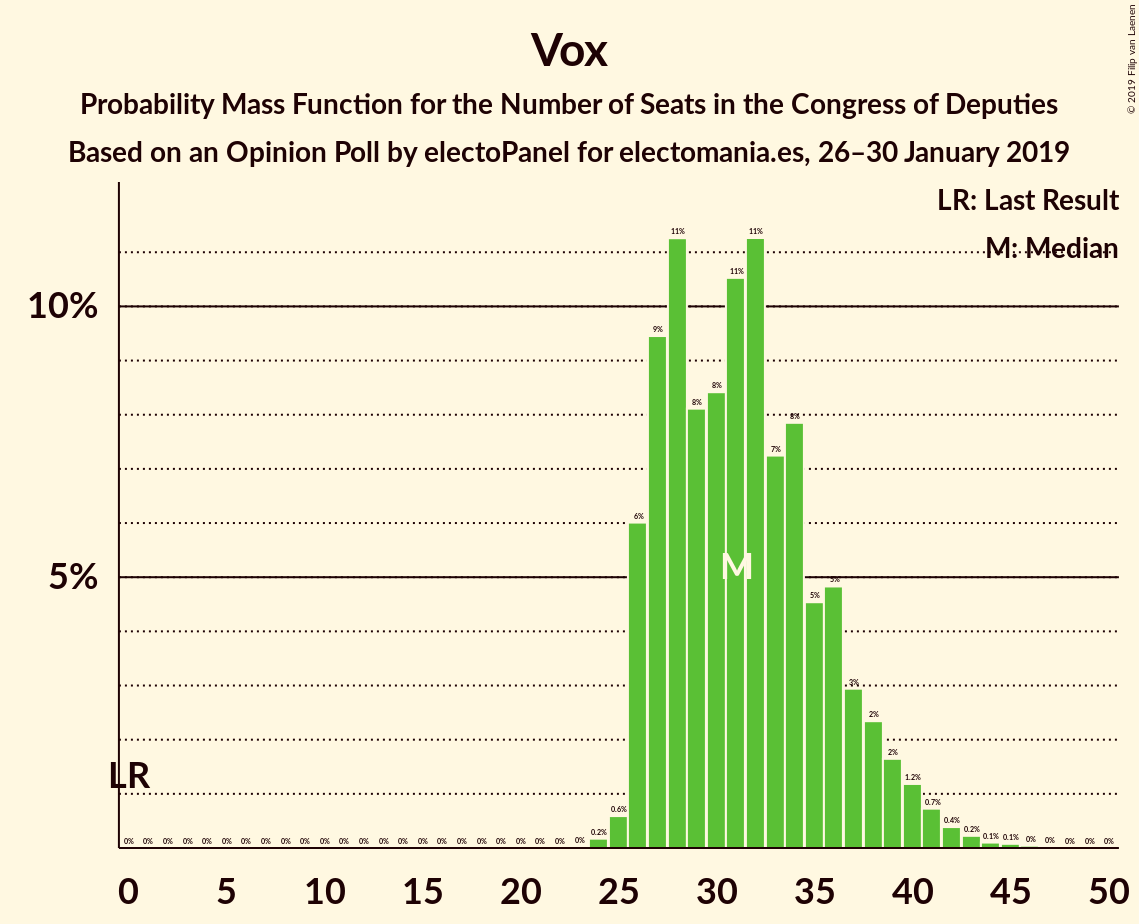 © 2019 Filip van Laenen
Vox
Probability Mass Function for the Number of Seats in the Congress of Deputies
Based on an Opinion Poll by electoPanel for electomania.es, 26–30 January 2019
LR: Last Result
M: Median
10%
5%
LR
M
0% 0% 0% 0% 0% 0% 0% 0% 0% 0% 0% 0% 0% 0% 0% 0% 0% 0% 0% 0% 0% 0% 0% 0% 0.2% 0.6% 6% 9% 11% 8% 8% 11% 11% 7% 8% 5% 5% 3% 2% 2% 1.2% 0.7% 0.4% 0.2% 0.1% 0.1% 0% 0% 0% 0% 0%
0 5 10 15 20 25 30 35 40 45 50